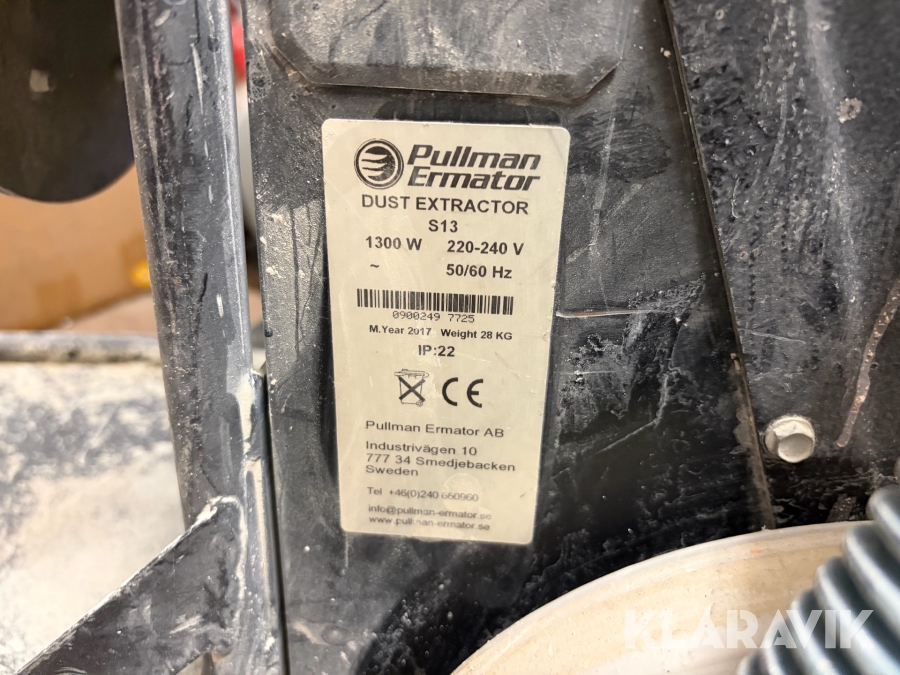 Pullman
Ermator
DUST EXTRACTOR
S13
1300 W 220-240 V
~ 50/60 Hz
0900249 7725
M.Year 2017 Weight 28 KG
IP:22
CE
Pullman Ermator AB
Industrivägen 10
777 34 Smedjebacken
Sweden
Tel +46(0)240 660960
info@pullman-ermator.se
www.pullman-ermator.se
KLARAVIK
KLARAVIK